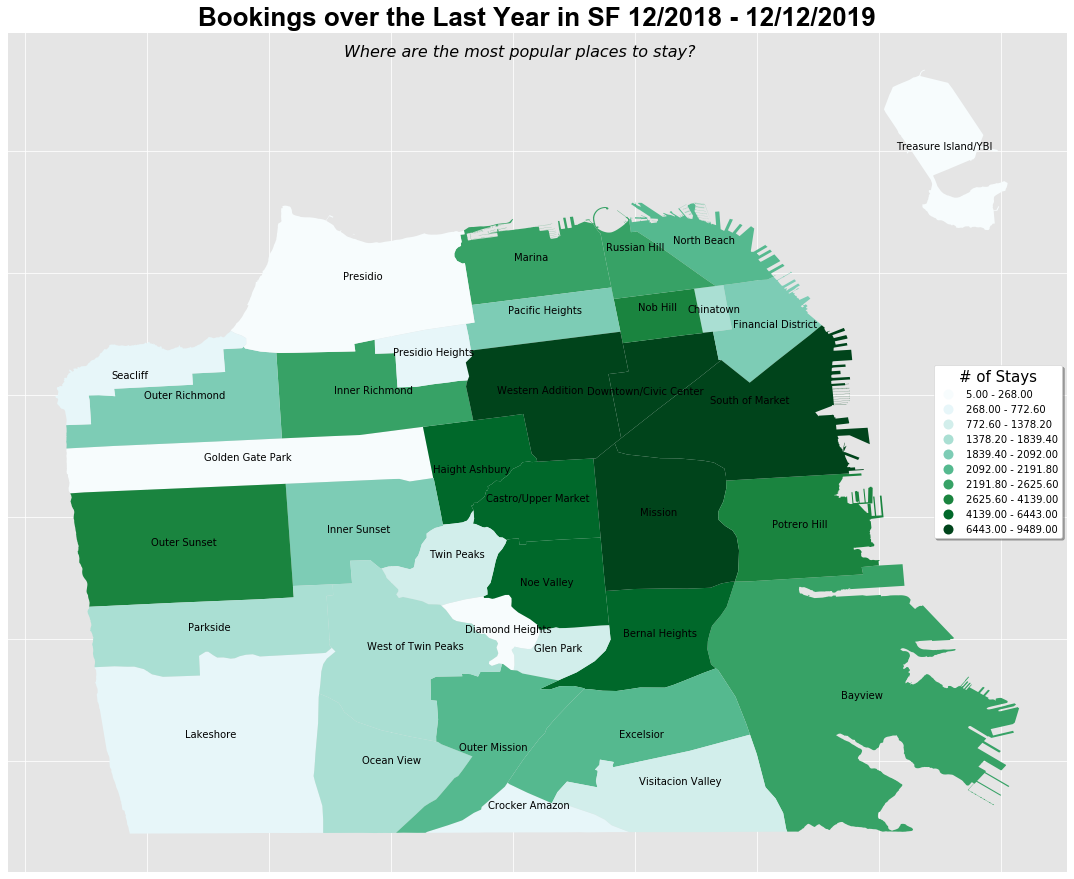 Bookings over the Last Year in SF 12/2018 - 12/12/2019
Where are the most popular places to stay?
Treasure Island/YBI
North Beach
Russian Hill
Marina
Presidio
Nob Hill
Chinatown
Pacific Heights
Financial District
Presidio Heights
Seacliff
Outer Richmond
Inner Richmond
Western Addition
Downtown/Civic Center
South of Market
# of Stays
5.00 - 268.00
268.00 - 772.60
772.60 - 1378.20
1378.20 - 1839.40
1839.40 - 2092.00
2092.00 - 2191.80
2191.80 - 2625.60
2625.60 - 4139.00
4139.00 - 6443.00
6443.00 - 9489.00
Golden Gate Park
Haight Ashbury
Castro/Upper Market
Mission
Potrero Hill
Outer Sunset
Inner Sunset
Twin Peaks
Noe Valley
Parkside
Diamond Heights
Bernal Heights
West of Twin Peaks
Glen Park
Bayview
Lakeshore
Excelsior
Outer Mission
Ocean View
Visitacion Valley
Crocker Amazon